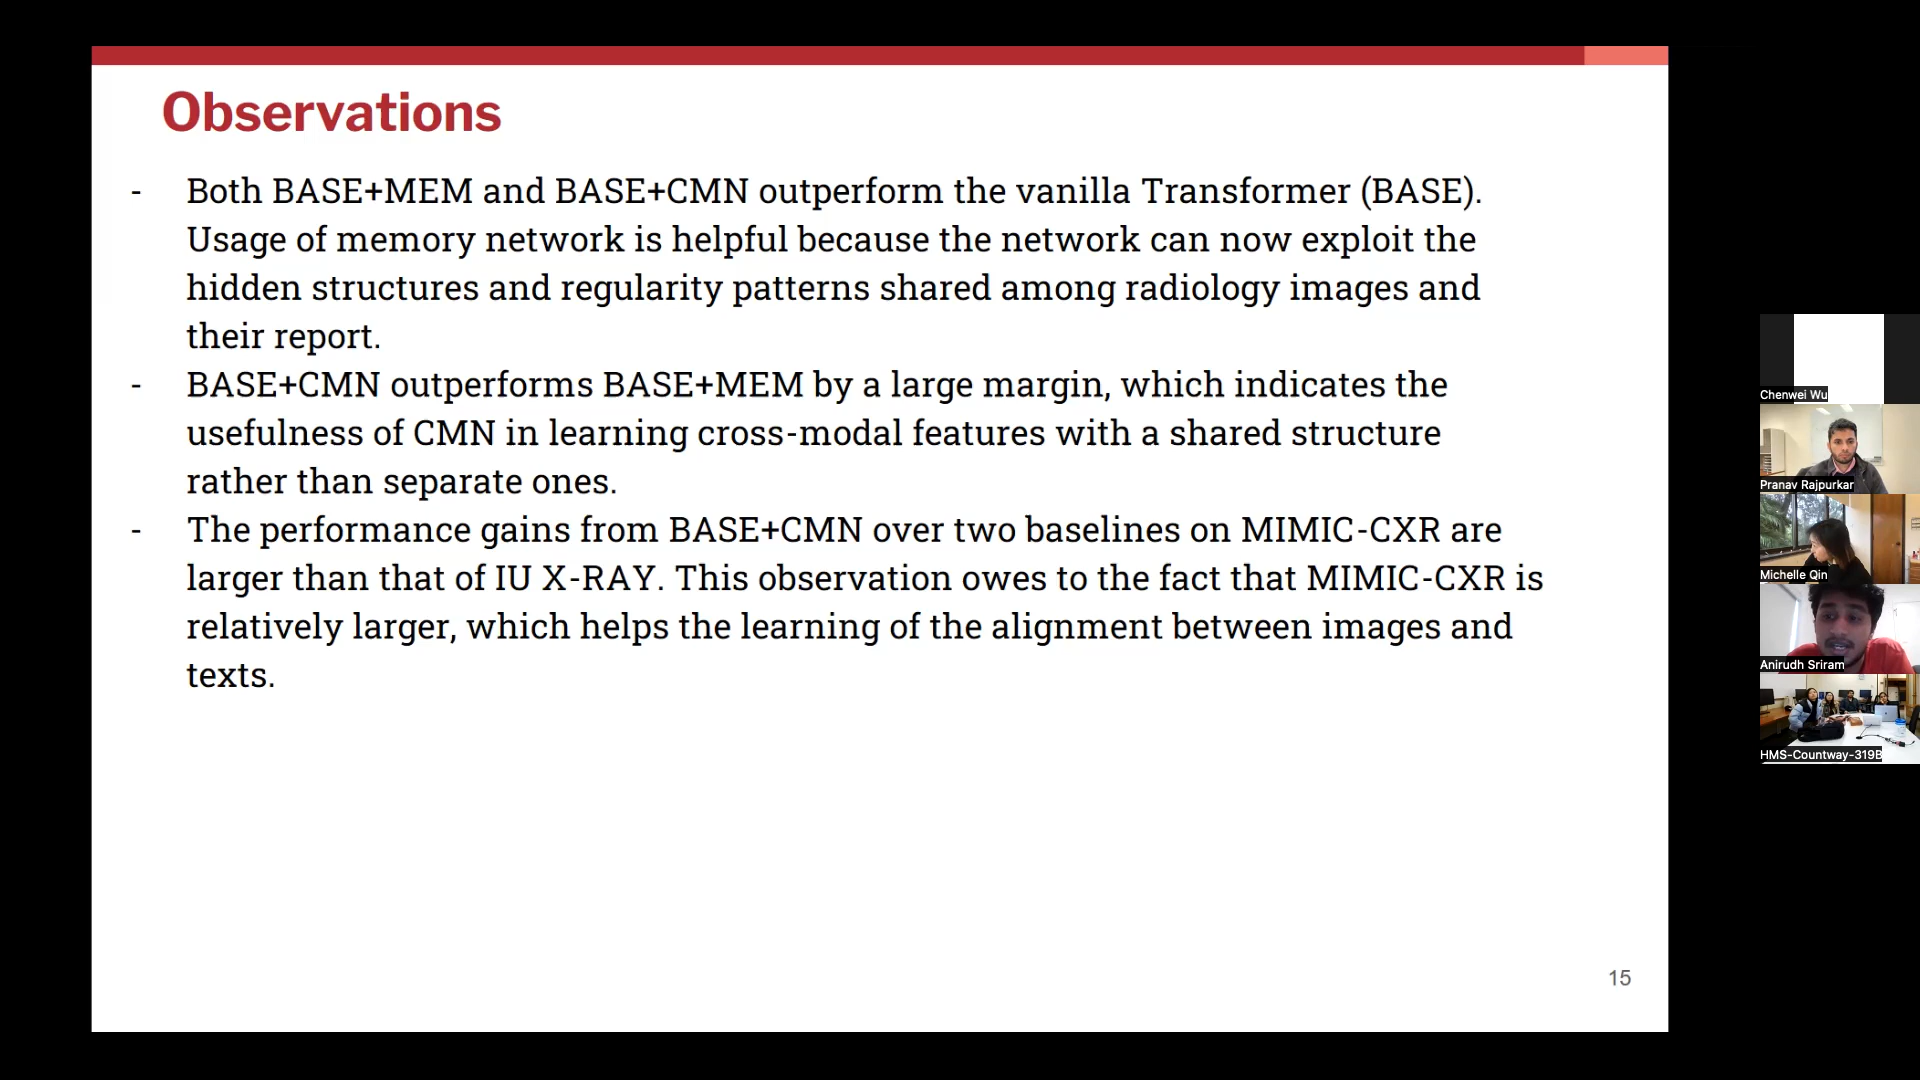 Observations
- Both BASE+MEM and BASE+CMN outperform the vanilla Transformer (BASE).
Usage of memory network is helpful because the network can now exploit the
hidden structures and regularity patterns shared among radiology images and
their report.
- BASE+CMN outperforms BASE+MEM by a large margin, which indicates the
usefulness of CMN in learning cross-modal features with a shared structure
rather than separate ones.
- The performance gains from BASE+CMN over two baselines on MIMIC-CXR are
larger than that of IU X-RAY. This observation owes to the fact that MIMIC-CXR is
relatively larger, which helps the learning of the alignment between images and
texts.
15
Chenwei Wu
Pranav Rajpurkar
Michelle Qin
Anirudh Sriram
HMS-Countway-319B